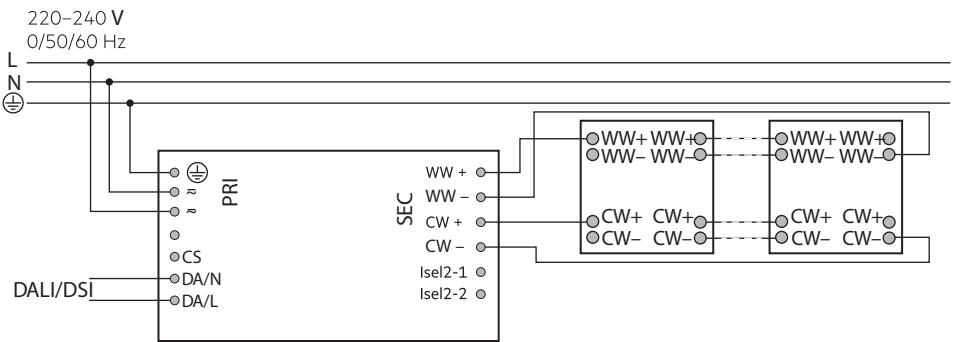 220–240 V
0/50/60 Hz
L
N
PRI
≈
≈
CS
DA/N
DA/L
DALI/DSI
SEC
WW +
WW –
CW +
CW –
Isel2-1
Isel2-2
WW+ WW+
WW– WW–
CW+ CW+
CW– CW–
WW+ WW+
WW– WW–
CW+ CW+
CW– CW–